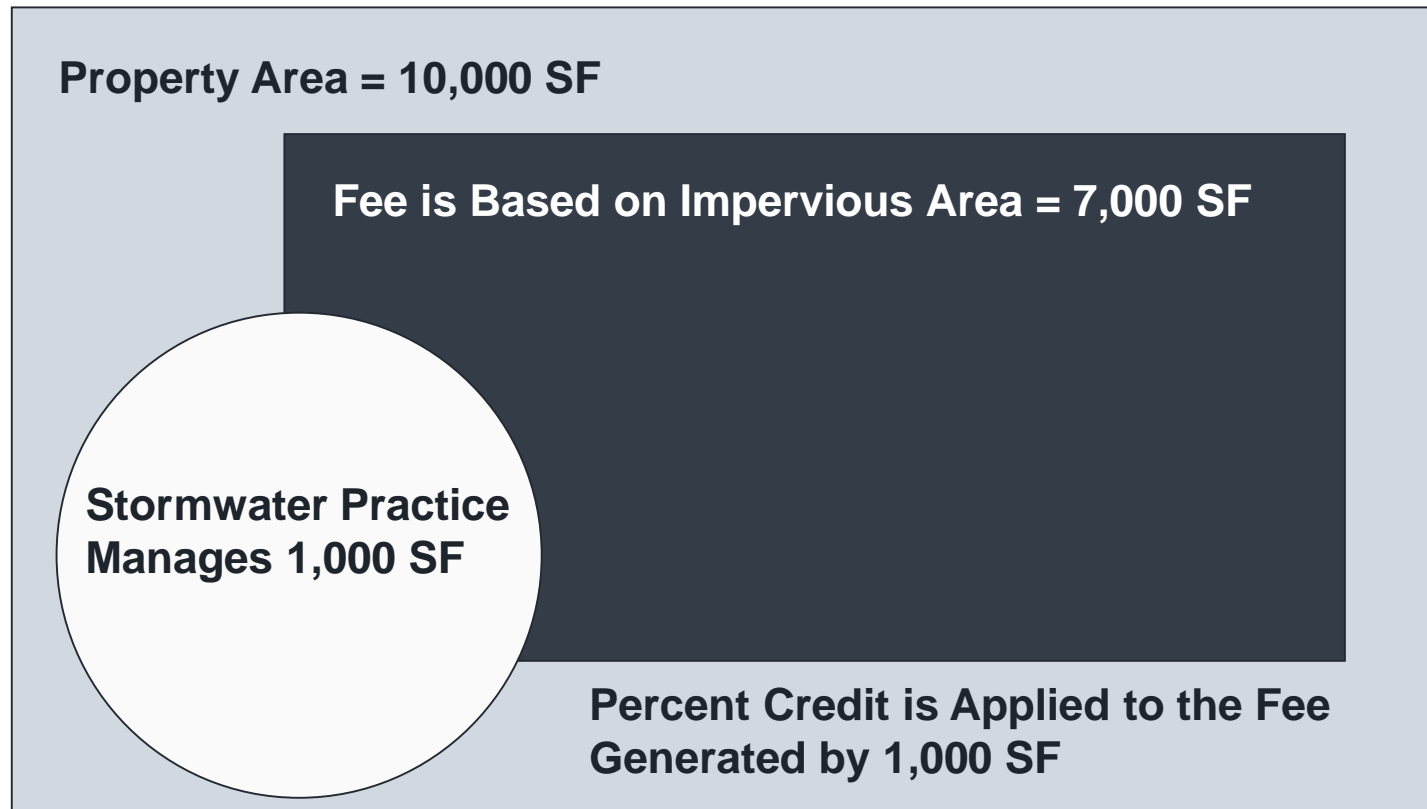 Property Area = 10,000 SF
Fee is Based on Impervious Area = 7,000 SF
Stormwater Practice
Manages 1,000 SF
Percent Credit is Applied to the Fee
Generated by 1,000 SF